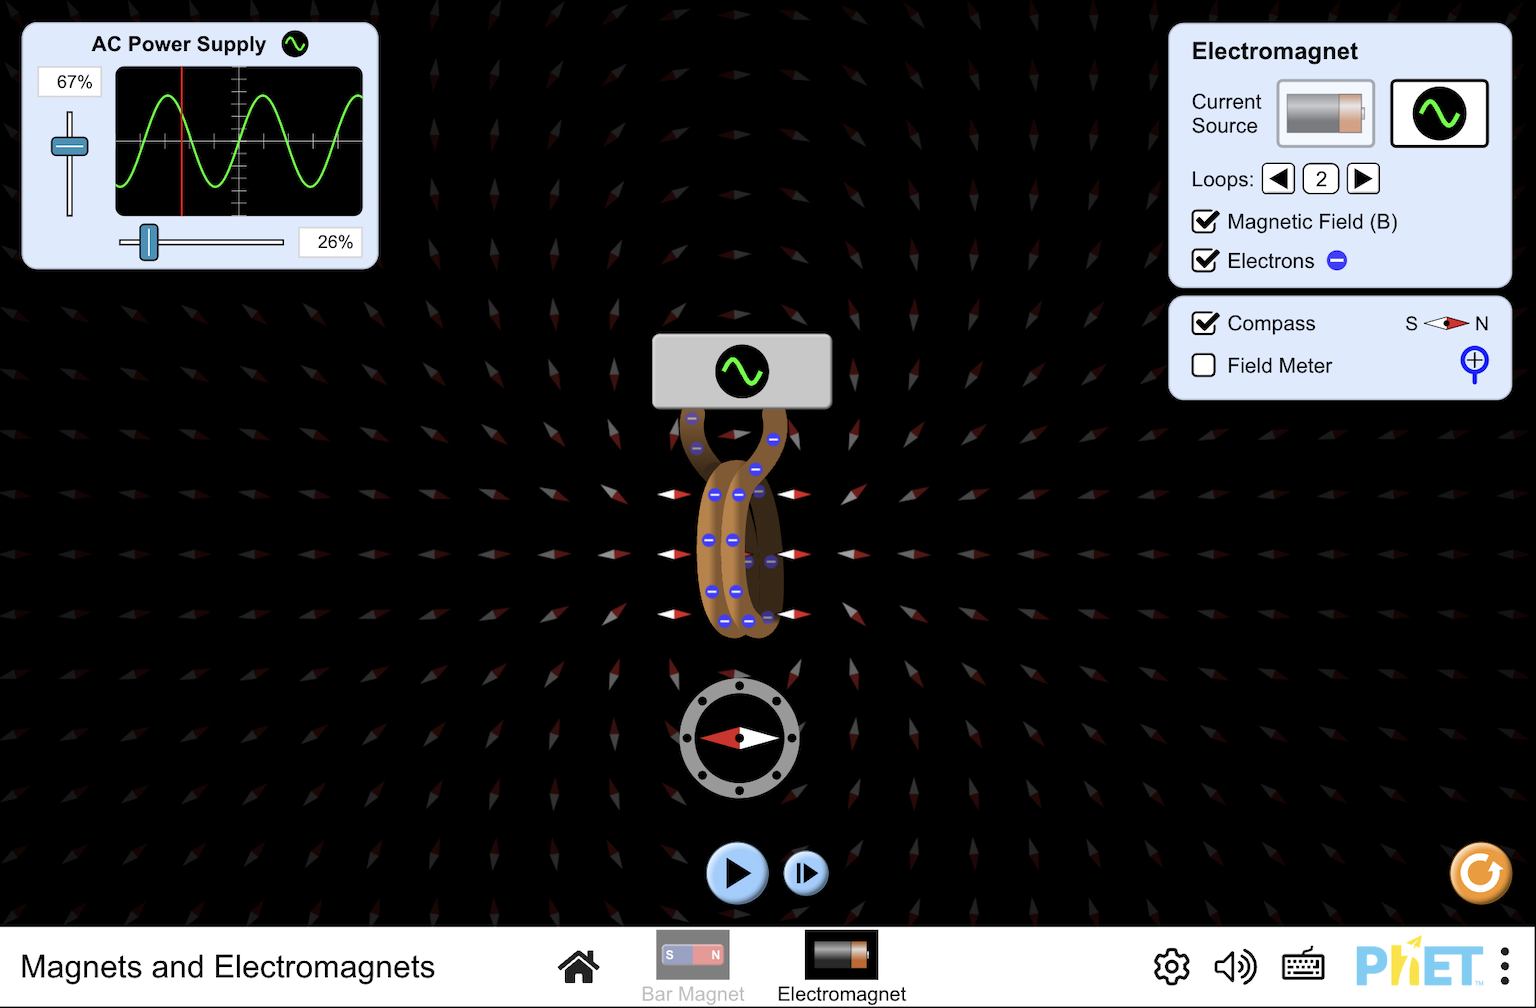 AC Power Supply
67%
26%
Electromagnet
Current
Source
Loops: 2
Magnetic Field (B)
Electrons
Compass
S N
Field Meter
Magnets and Electromagnets
S N
Bar Magnet
Electromagnet
PhET™